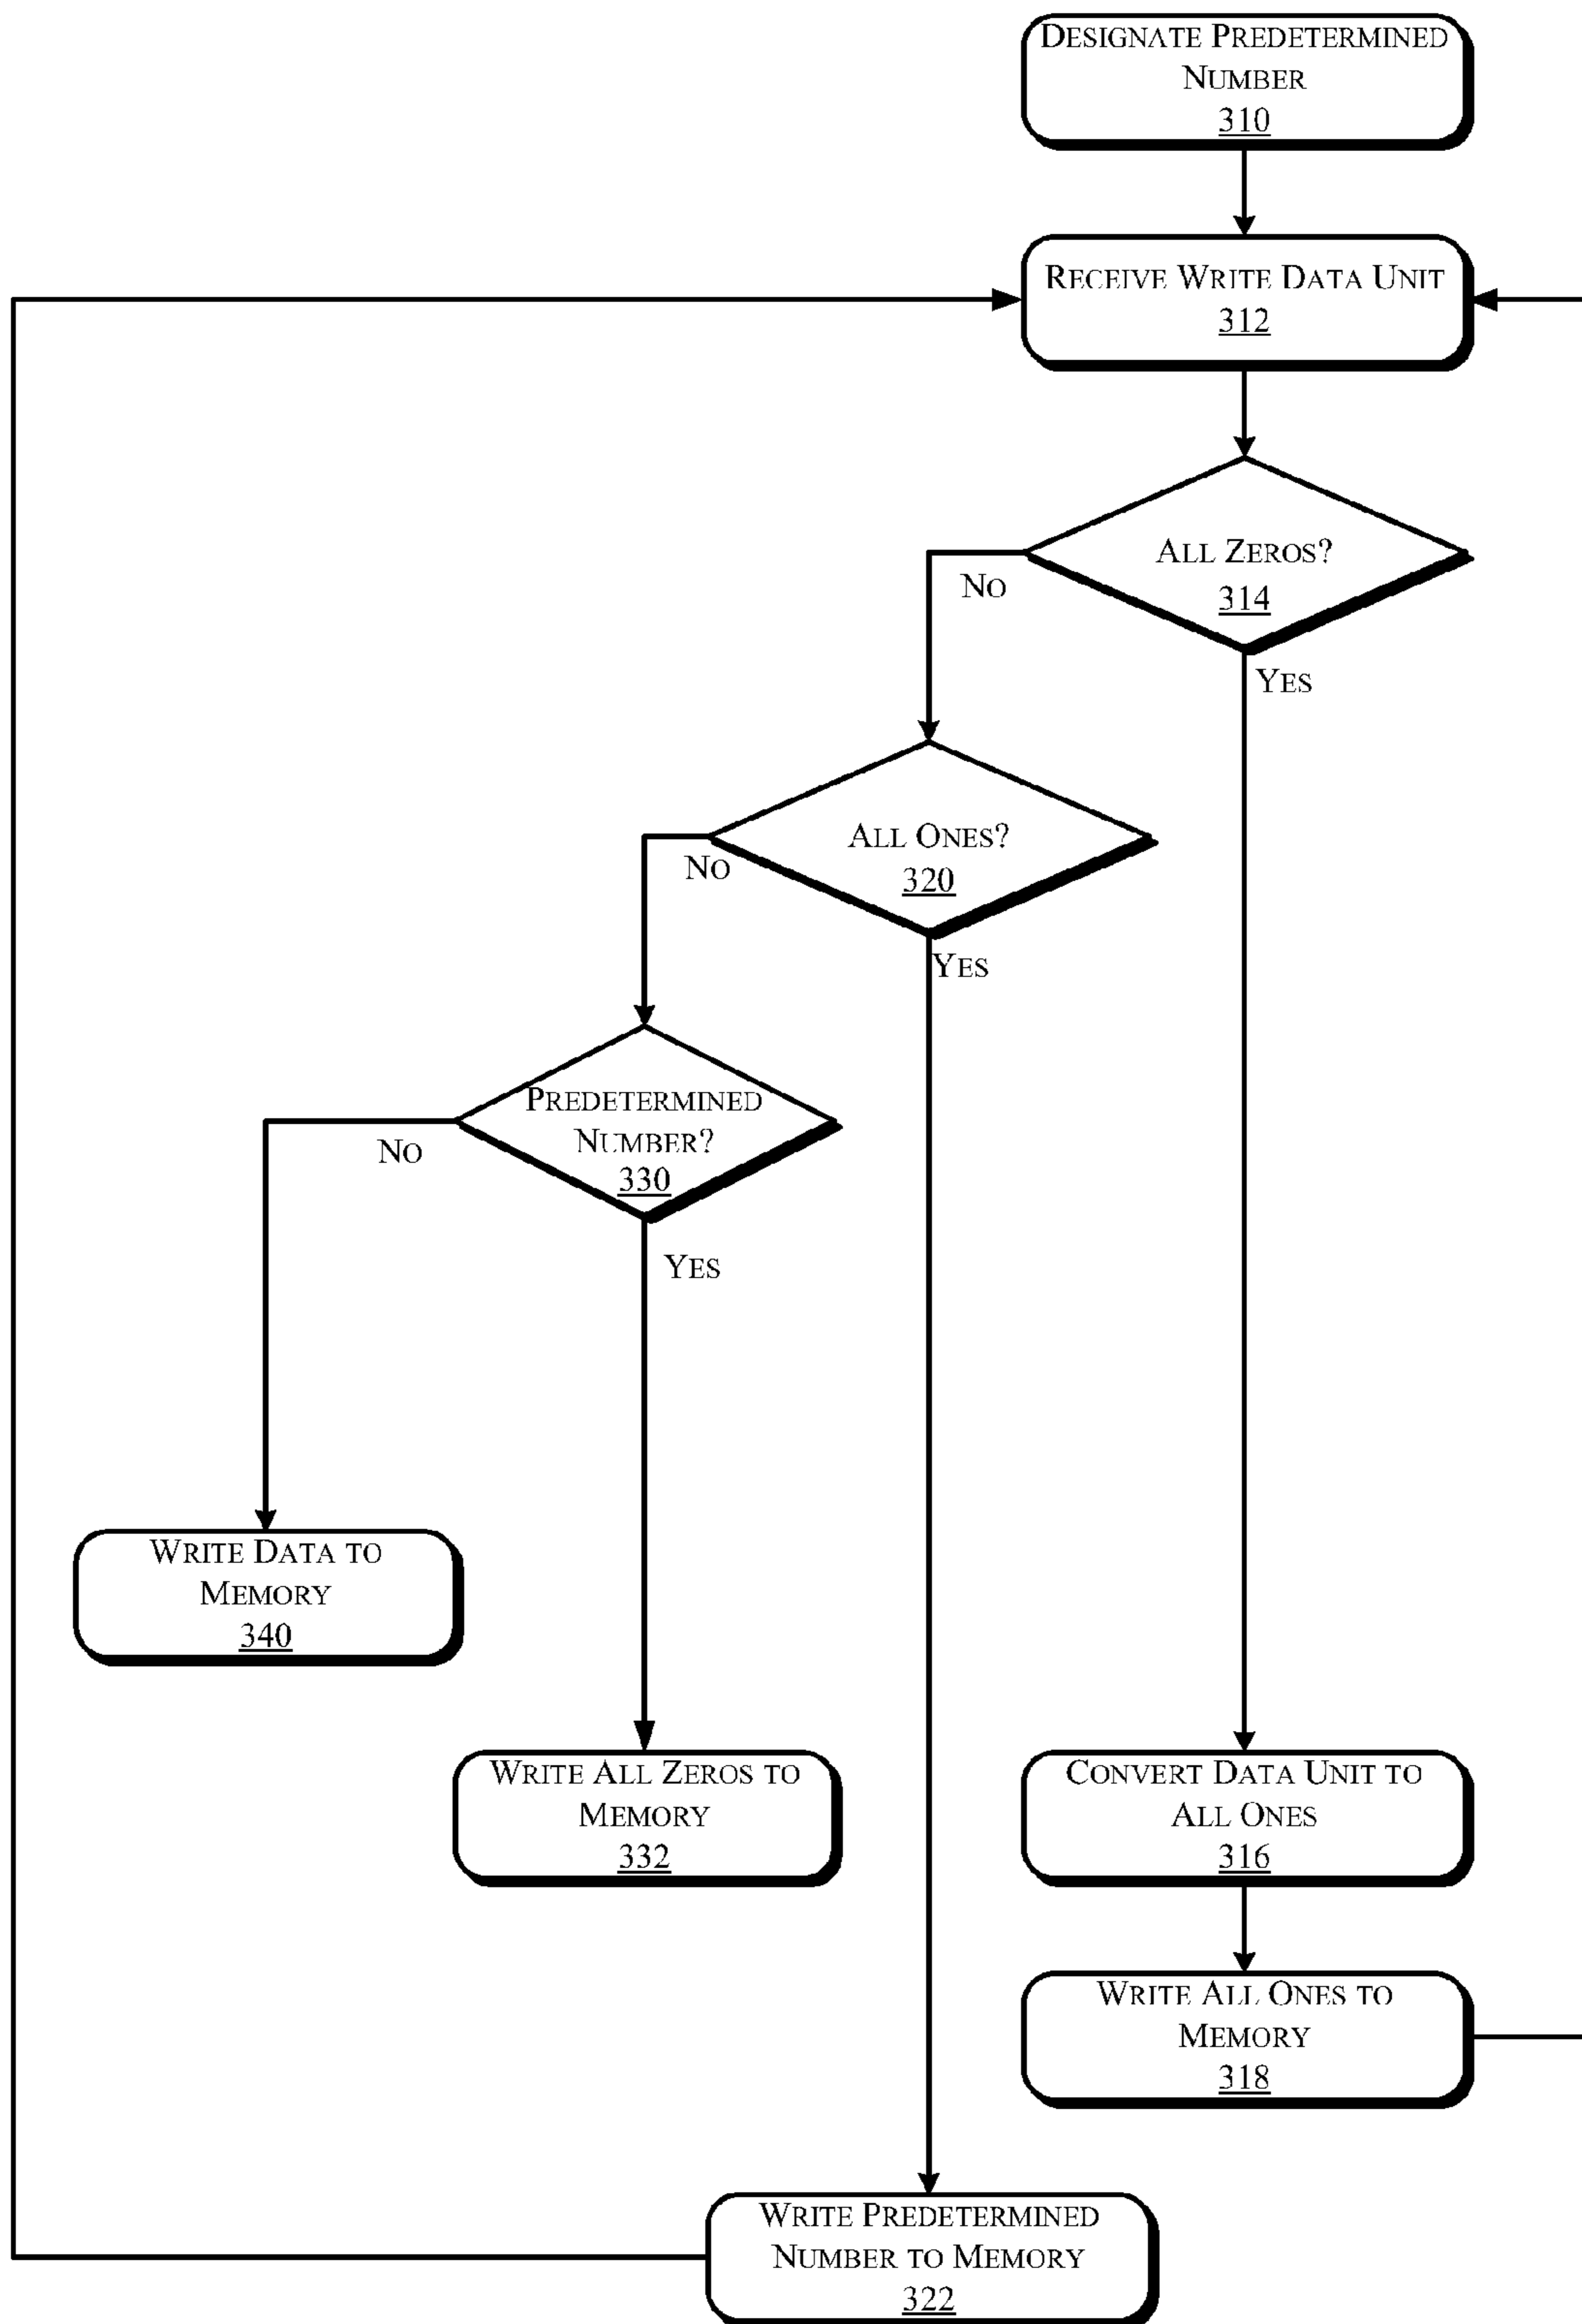 DESIGNATE PREDETERMINED
NUMBER
310
RECEIVE WRITE DATA UNIT
312
ALL ZEROS?
314
NO
YES
ALL ONES?
320
NO
YES
PREDETERMINED
NUMBER?
330
NO
YES
WRITE DATA TO
MEMORY
340
WRITE ALL ZEROS TO
MEMORY
332
CONVERT DATA UNIT TO
ALL ONES
316
WRITE ALL ONES TO
MEMORY
318
WRITE PREDETERMINED
NUMBER TO MEMORY
322